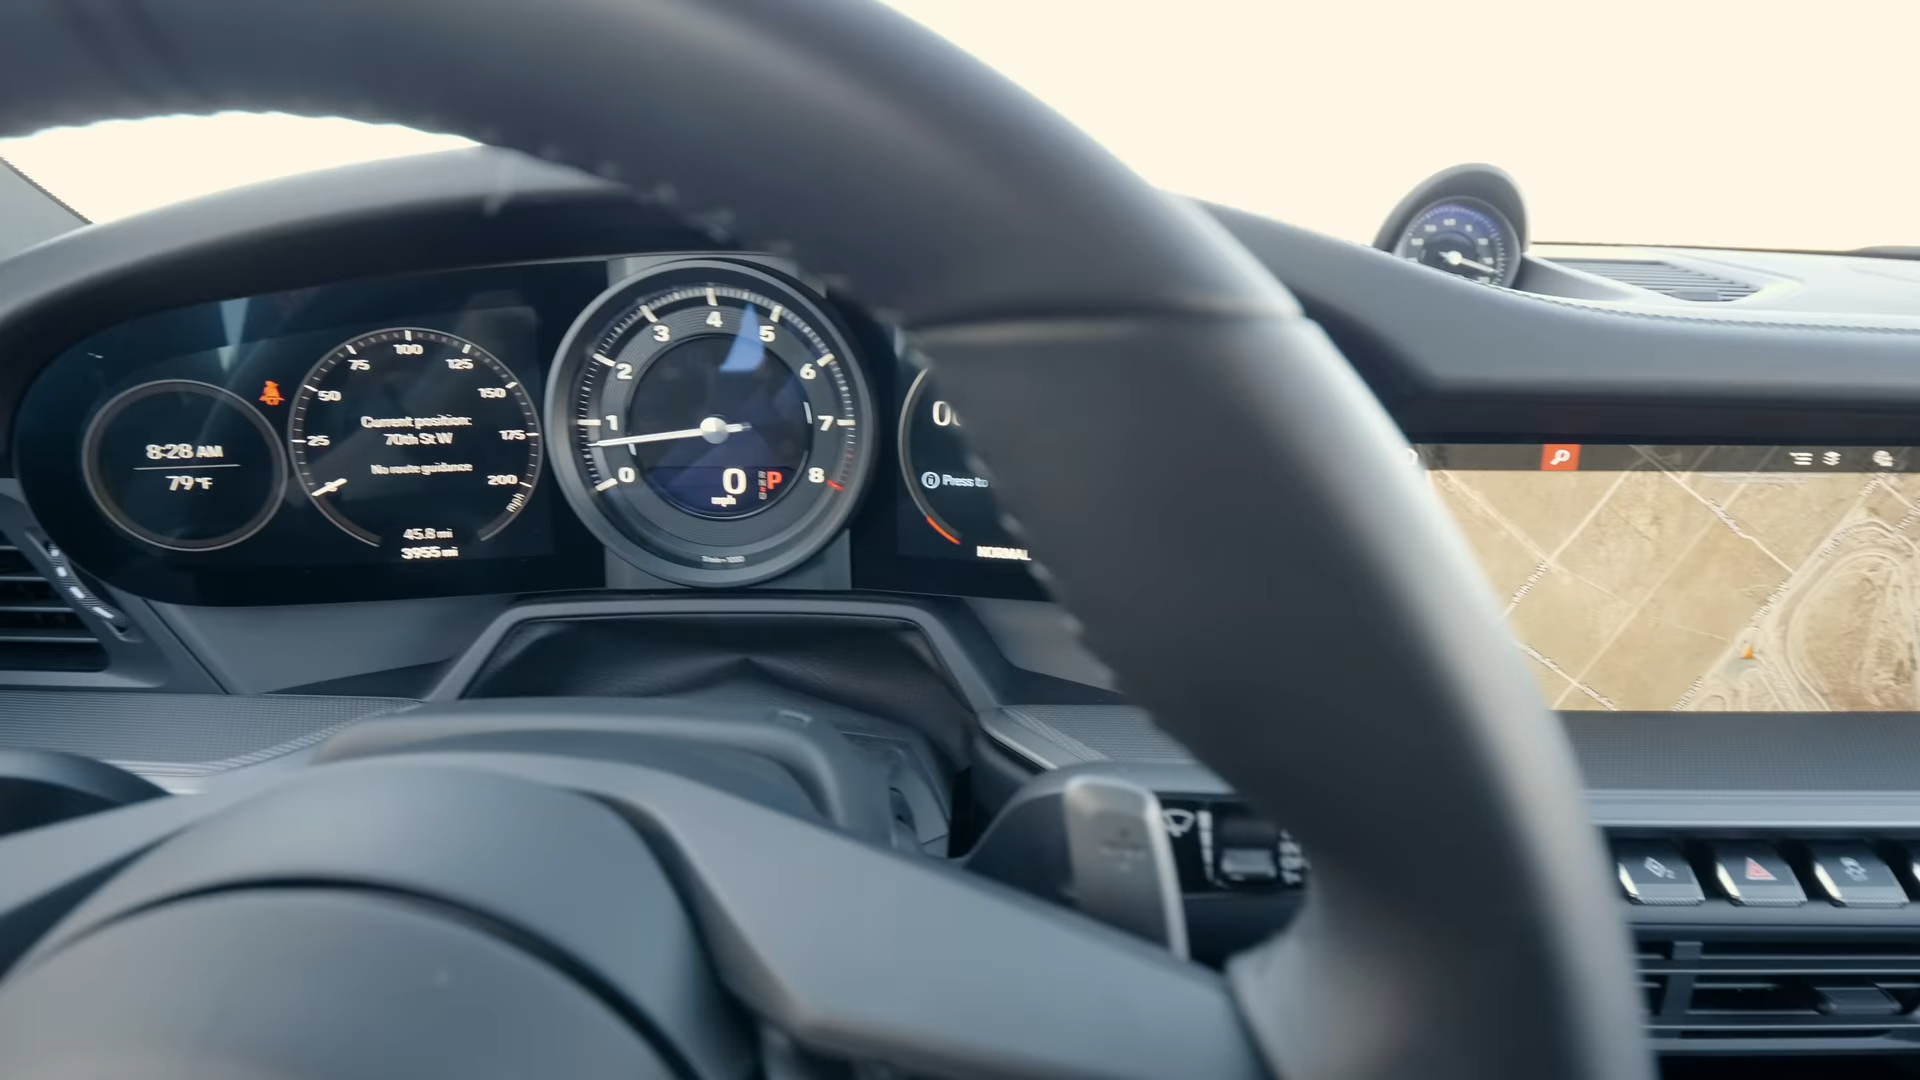 8:28 AM
79°F
25
50
75
100
125
150
175
200
mph
Current position:
70th St W
No route guidance
45.8 mi
3955 mi
0
1
2
3
4
5
6
7
8
0
mph
P
Press to
NORMAL